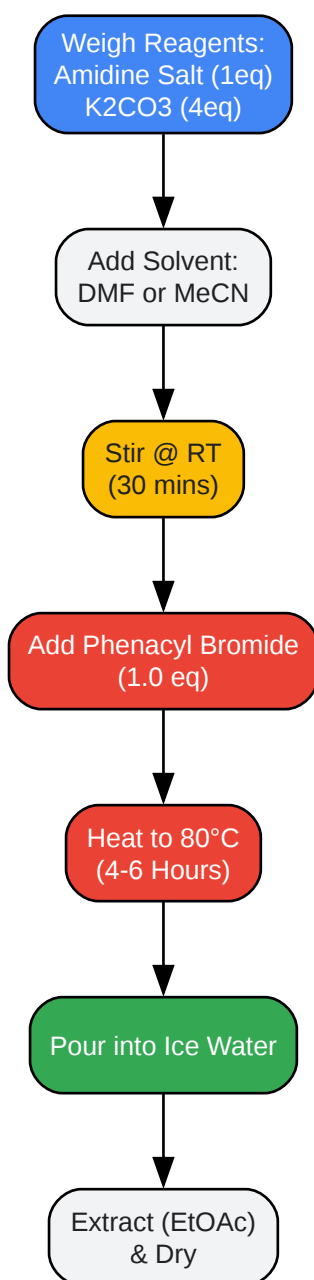 Weigh Reagents:
Amidine Salt (1eq)
K2CO3 (4eq)
Add Solvent:
DMF or MeCN
Stir @ RT
(30 mins)
Add Phenacyl Bromide
(1.0 eq)
Heat to 80°C
(4-6 Hours)
Pour into Ice Water
Extract (EtOAc)
& Dry